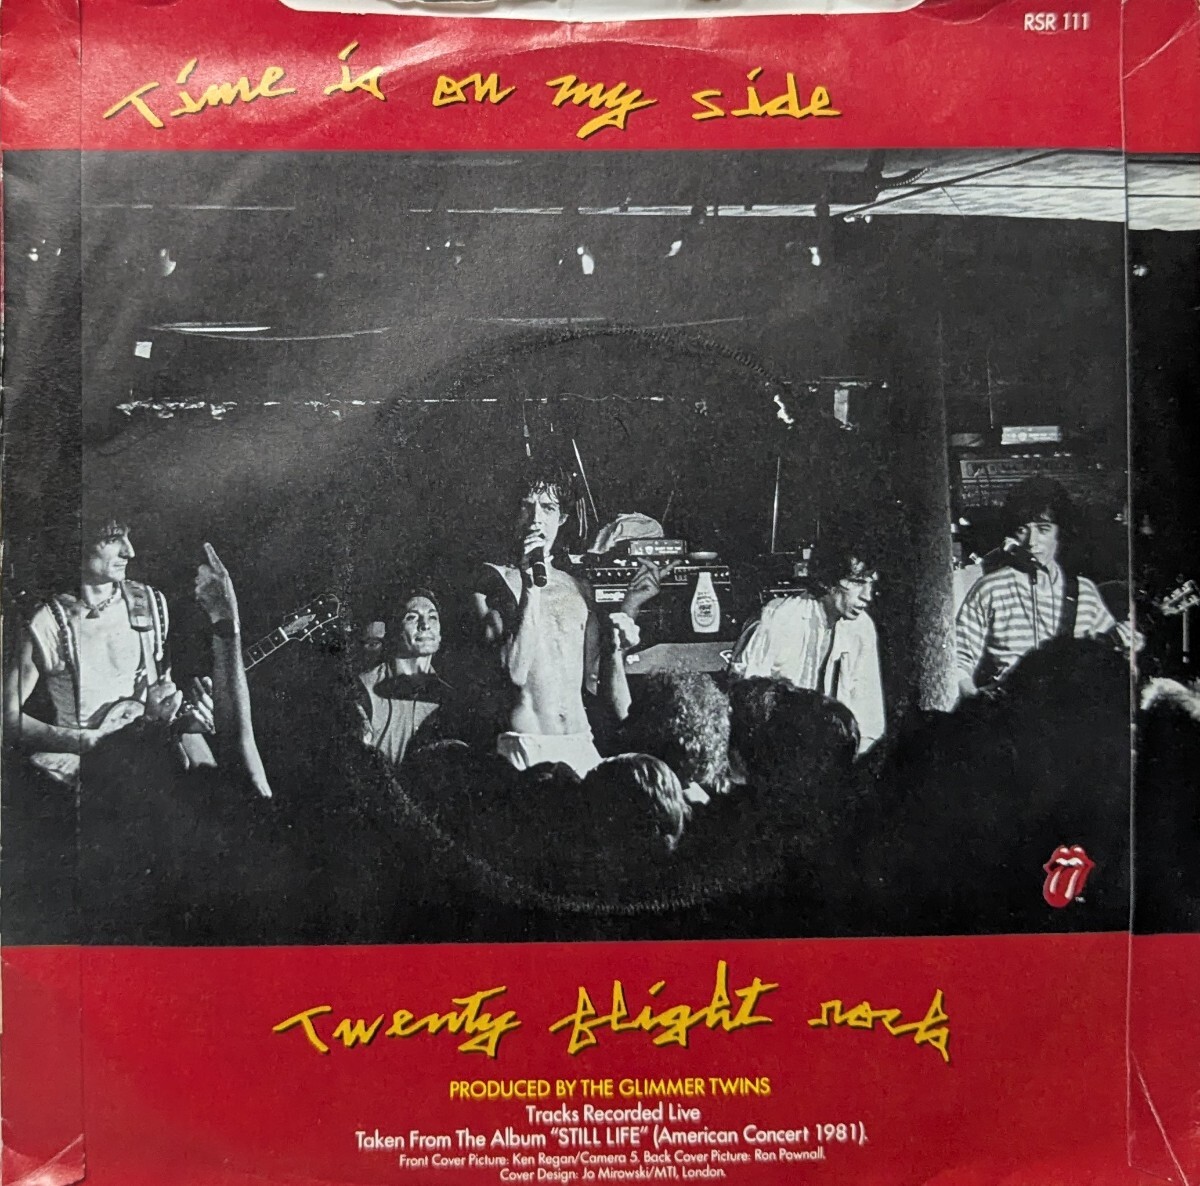 RSR 111
Time is on my side
Twenty flight rock
PRODUCED BY THE GLIMMER TWINS
Tracks Recorded Live
Taken From The Album "STILL LIFE" (American Concert 1981).
Front Cover Picture: Ken Regan/Camera 5. Back Cover Picture: Ron Pownall.
Cover Design: Jo Mirowski/MTI, London.